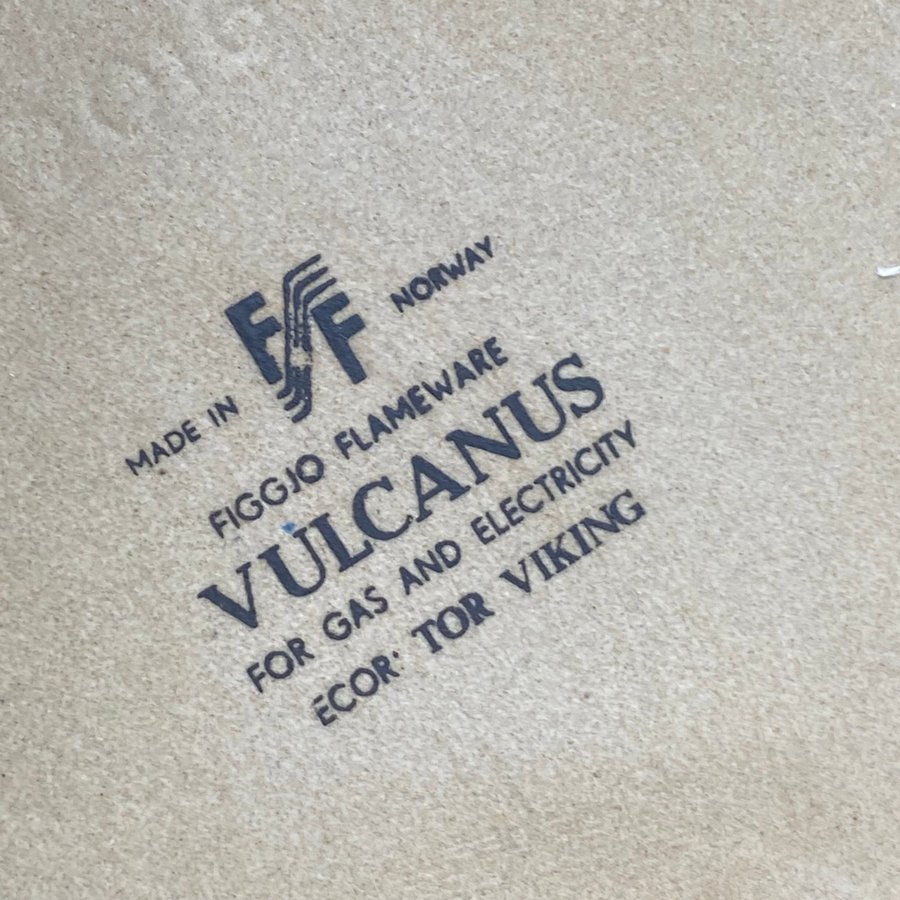 FF
MADE IN NORWAY
FIGGJO FLAMEWARE
VULCANUS
FOR GAS AND ELECTRICITY
ECOR: TOR VIKING